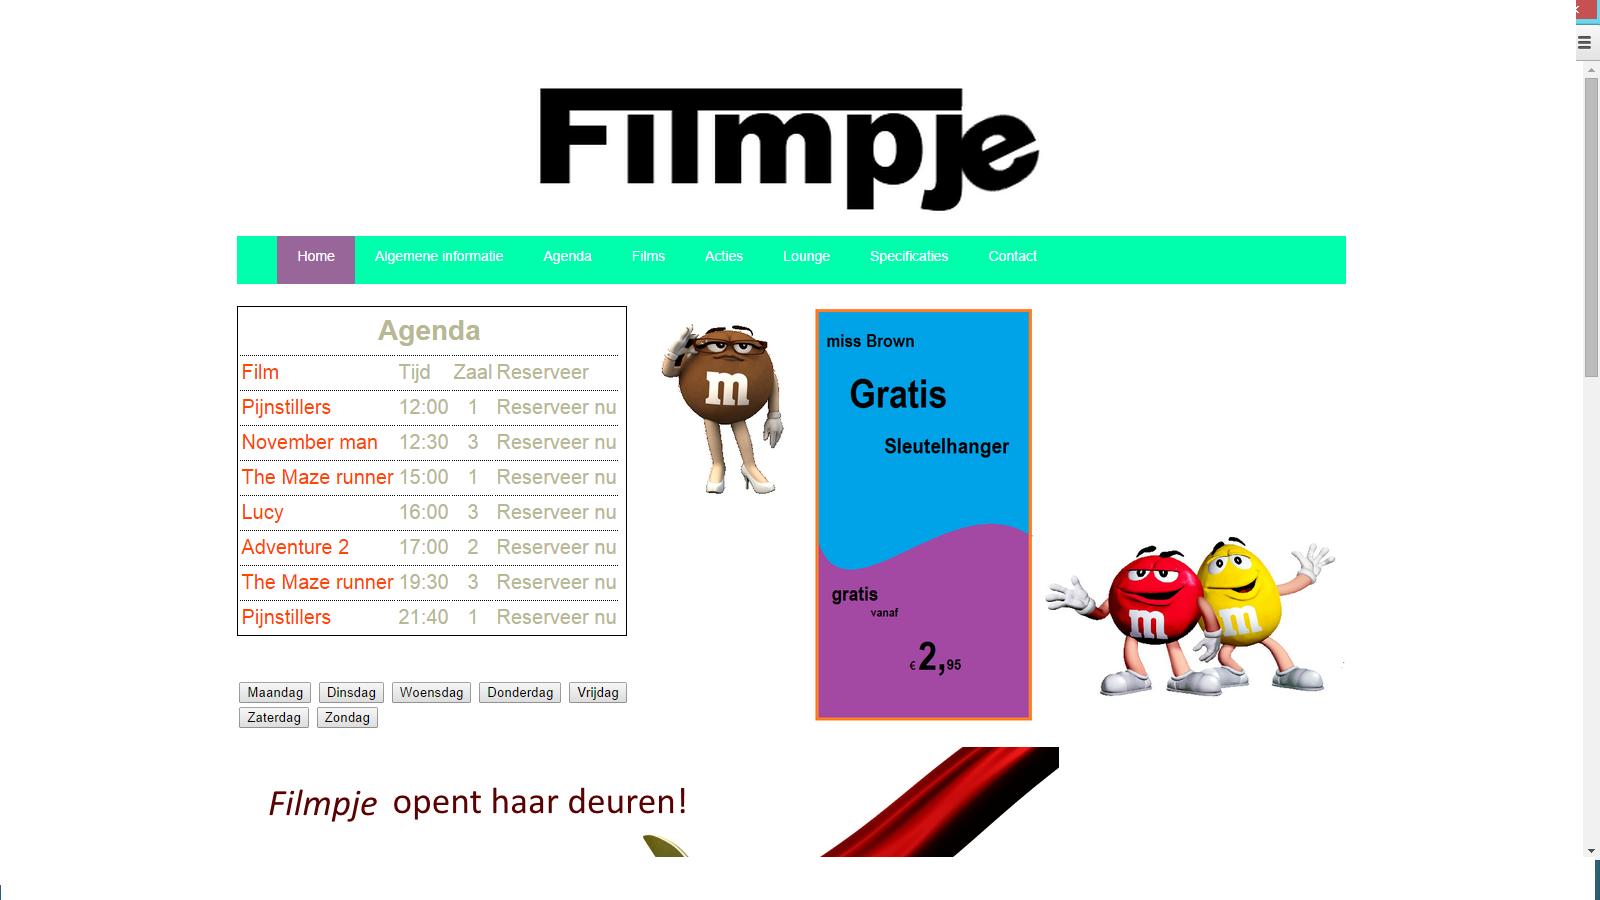 Filmpje
Home Algemene informatie Agenda Films Acties Lounge Specificaties Contact
Agenda
Film Tijd Zaal Reserveer
Pijnstillers 12:00 1 Reserveer nu
November man 12:30 3 Reserveer nu
The Maze runner 15:00 1 Reserveer nu
Lucy 16:00 3 Reserveer nu
Adventure 2 17:00 2 Reserveer nu
The Maze runner 19:30 3 Reserveer nu
Pijnstillers 21:40 1 Reserveer nu
Maandag Dinsdag Woensdag Donderdag Vrijdag
Zaterdag Zondag
m
miss Brown
Gratis
Sleutelhanger
gratis
vanaf
€ 2,95
m m
Filmpje opent haar deuren!